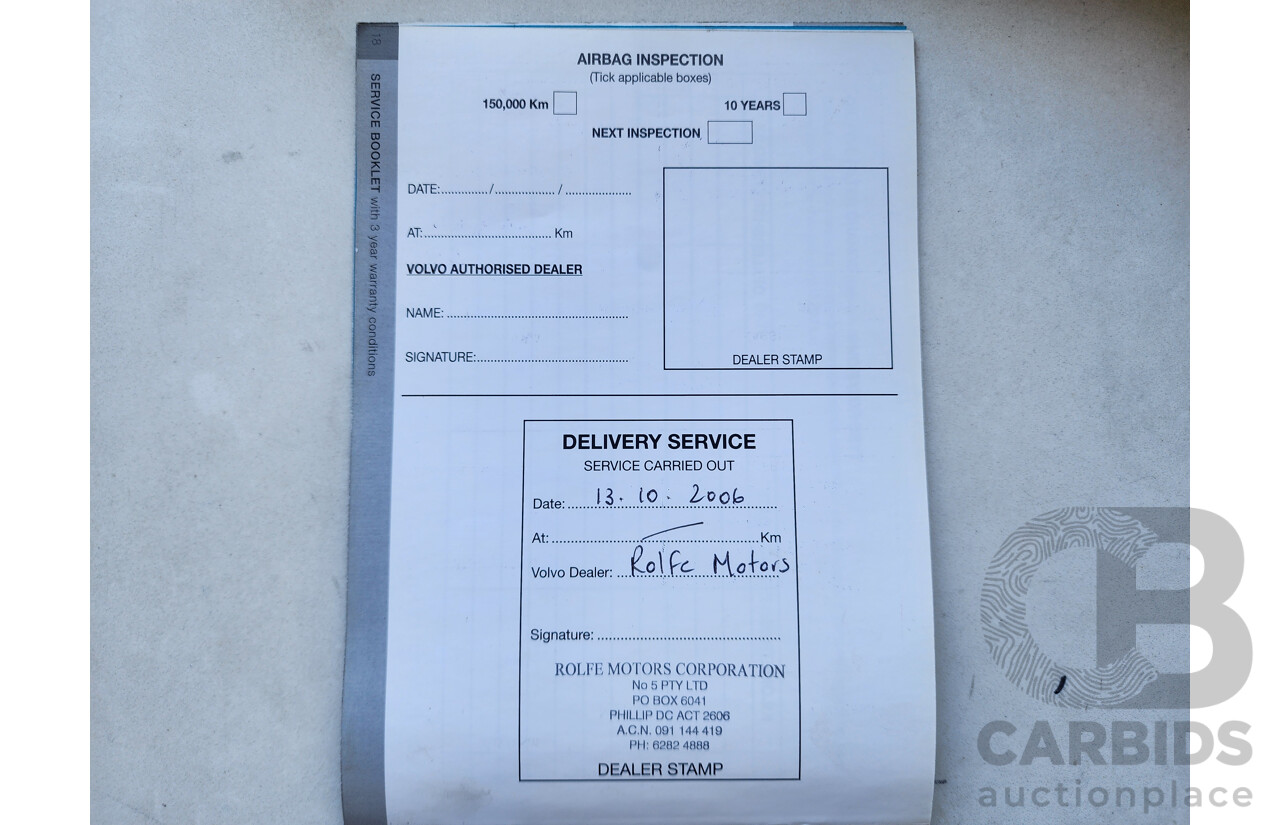 18
SERVICE BOOKLET with 3 year warranty conditions
AIRBAG INSPECTION
(Tick applicable boxes)
150,000 Km
10 YEARS
NEXT INSPECTION
DATE:............/................. / ...................
AT:..................................... Km
VOLVO AUTHORISED DEALER
NAME: .....................................................
SIGNATURE:............................................
DEALER STAMP
DELIVERY SERVICE
SERVICE CARRIED OUT
Date: 13. 10. 2006
At:.....................................................Km
Volvo Dealer: Rolfe Motors
Signature: ..............................................
ROLFE MOTORS CORPORATION
No 5 PTY LTD
PO BOX 6041
PHILLIP DC ACT 2606
A.C.N. 091 144 419
PH: 6282 4888
DEALER STAMP
CB
CARBIDS
auctionplace